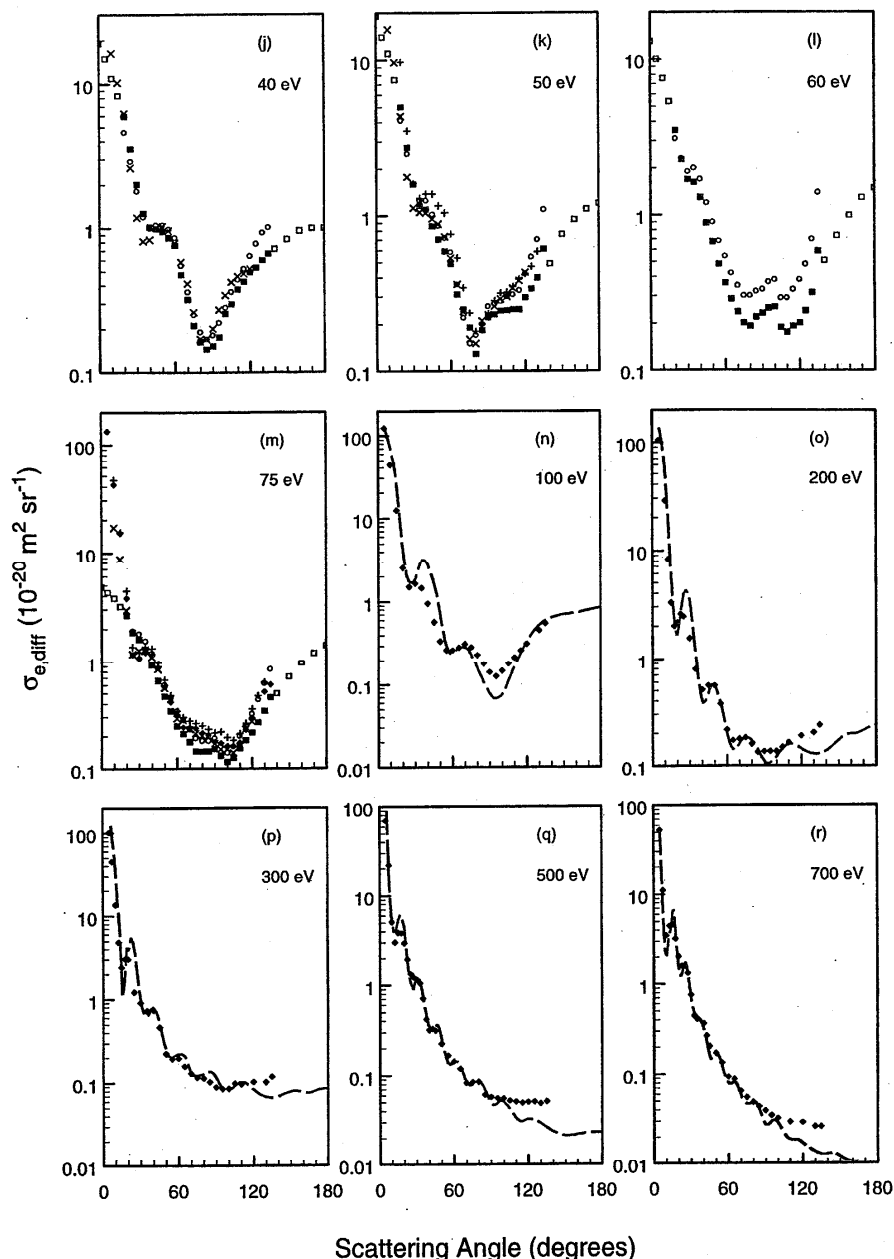 (j)
40 eV
10
1
0.1
(k)
50 eV
10
1
0.1
(l)
60 eV
10
1
0.1
(m)
75 eV
100
10
1
0.1
(n)
100 eV
100
10
1
0.1
0.01
(o)
200 eV
100
10
1
0.1
σe,diff (10⁻²⁰ m² sr⁻¹)
(p)
300 eV
100
10
1
0.1
0.01
(q)
500 eV
100
10
1
0.1
0.01
(r)
700 eV
100
10
1
0.1
0.01
0 60 120 180
0 60 120 180
0 60 120 180
Scattering Angle (degrees)